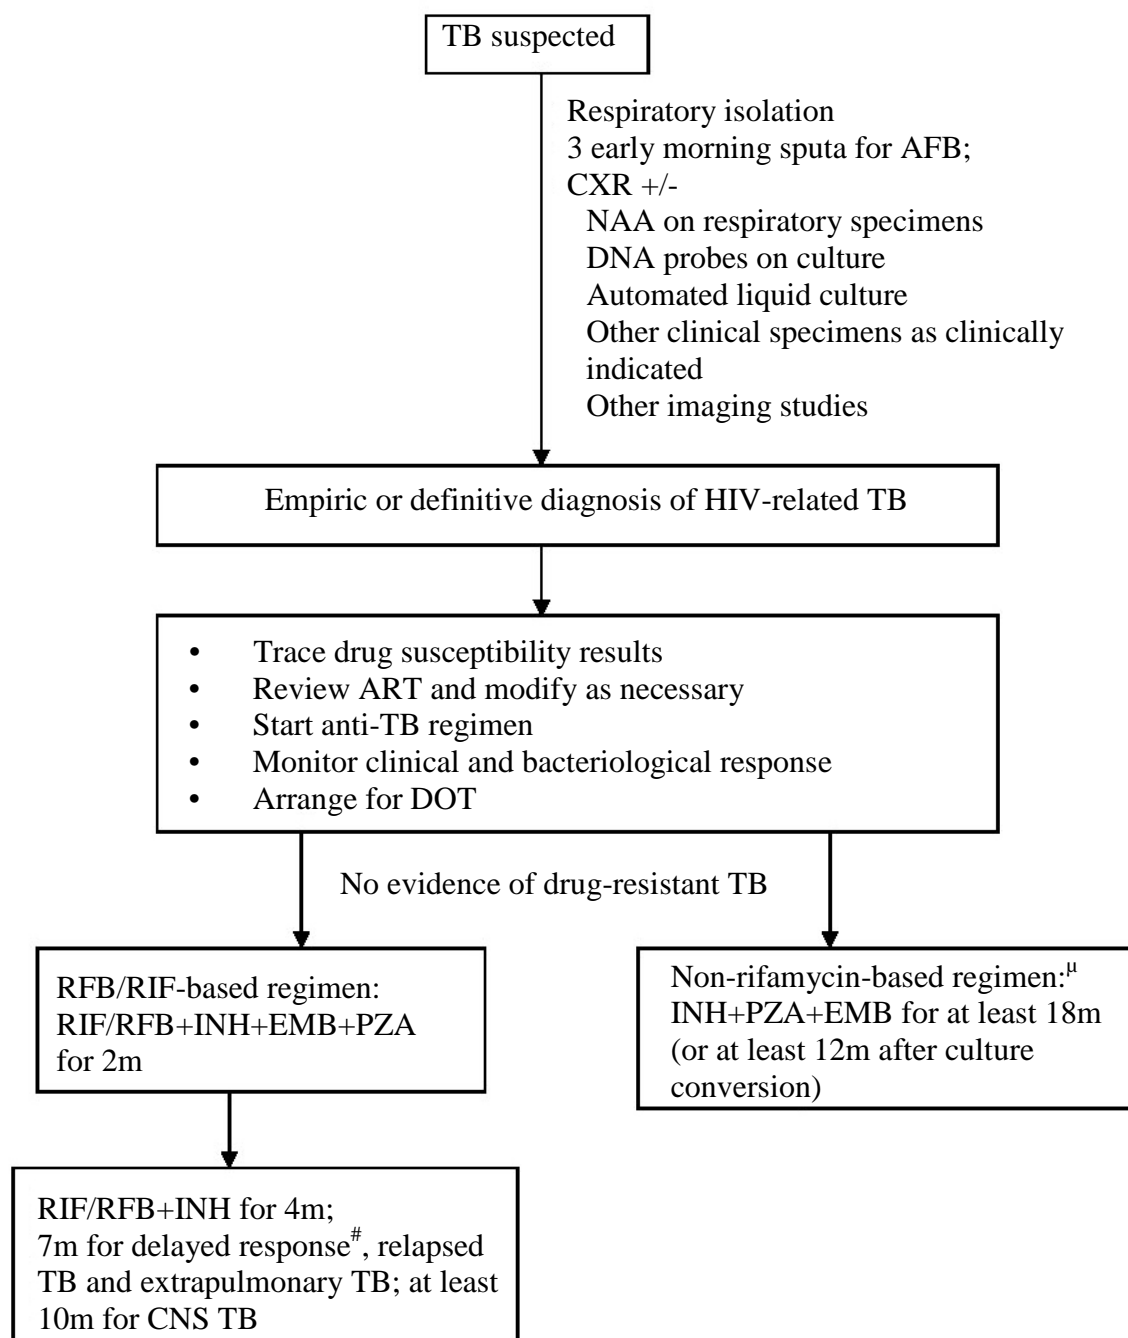 TB suspected
Respiratory isolation
3 early morning sputa for AFB;
CXR +/-
NAA on respiratory specimens
DNA probes on culture
Automated liquid culture
Other clinical specimens as clinically
indicated
Other imaging studies
Empiric or definitive diagnosis of HIV-related TB
• Trace drug susceptibility results
• Review ART and modify as necessary
• Start anti-TB regimen
• Monitor clinical and bacteriological response
• Arrange for DOT
No evidence of drug-resistant TB
RFB/RIF-based regimen:
RIF/RFB+INH+EMB+PZA
for 2m
Non-rifamycin-based regimen:µ
INH+PZA+EMB for at least 18m
(or at least 12m after culture
conversion)
RIF/RFB+INH for 4m;
7m for delayed response#, relapsed
TB and extrapulmonary TB; at least
10m for CNS TB